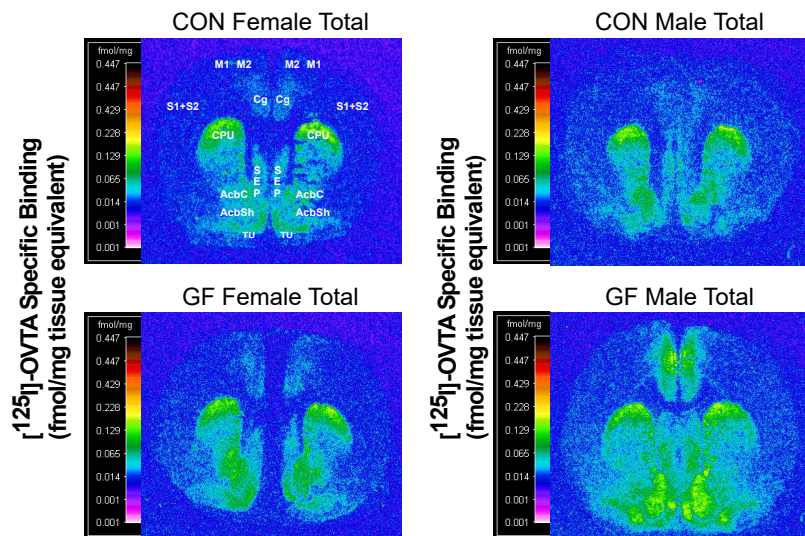 CON Female Total
CON Male Total
[125I]-OVTA Specific Binding
(fmol/mg tissue equivalent)
fmol/mg
0.447
0.447
0.429
0.228
0.129
0.065
0.014
0.001
0.001
M1 M2 M2 M1
Cg Cg
S1+S2 S1+S2
CPU CPU
S S
E E
P P
AcbC AcbC
AcbSh AcbSh
TU TU
[125I]-OVTA Specific Binding
(fmol/mg tissue equivalent)
fmol/mg
0.447
0.447
0.429
0.228
0.129
0.065
0.014
0.001
0.001
GF Female Total
GF Male Total
fmol/mg
0.447
0.447
0.429
0.228
0.129
0.065
0.014
0.001
0.001
fmol/mg
0.447
0.447
0.429
0.228
0.129
0.065
0.014
0.001
0.001